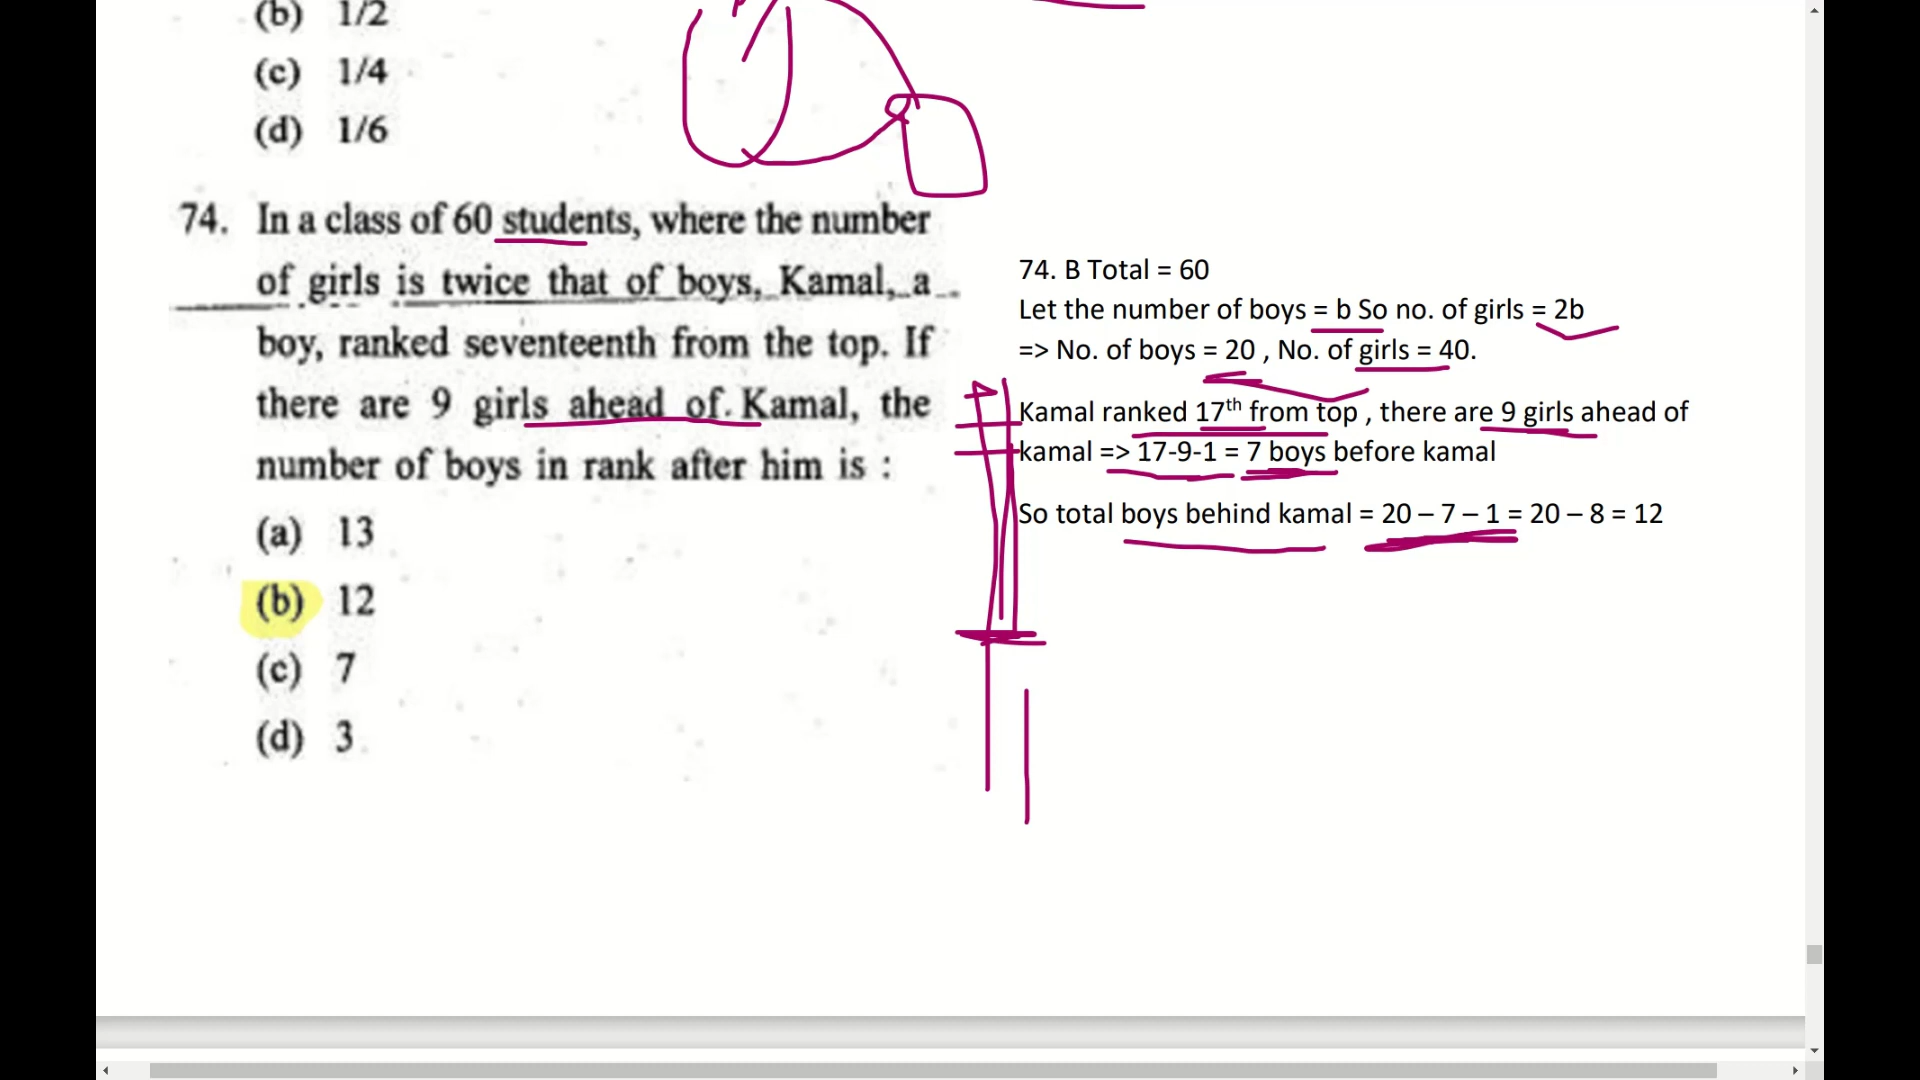 (b) 1/2
(c) 1/4
(d) 1/6
74. In a class of 60 students, where the number
of girls is twice that of boys, Kamal, a
boy, ranked seventeenth from the top. If
there are 9 girls ahead of Kamal, the
number of boys in rank after him is :
(a) 13
(b) 12
(c) 7
(d) 3
74. B Total = 60
Let the number of boys = b So no. of girls = 2b
=> No. of boys = 20 , No. of girls = 40.
Kamal ranked 17th from top , there are 9 girls ahead of
kamal => 17-9-1 = 7 boys before kamal
So total boys behind kamal = 20 – 7 – 1 = 20 – 8 = 12